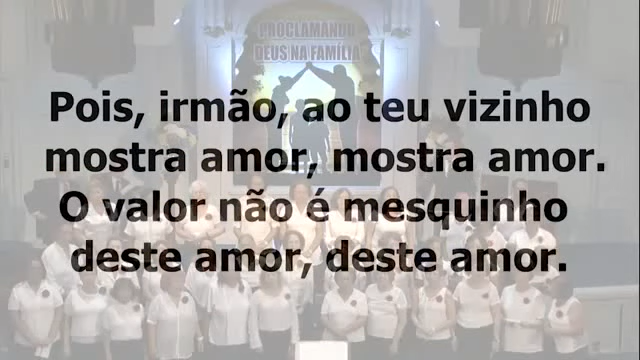 PROCLAMANDO
DEUS NA FAMÍLIA
Pois, irmão, ao teu vizinho
mostra amor, mostra amor.
O valor não é mesquinho
deste amor, deste amor.